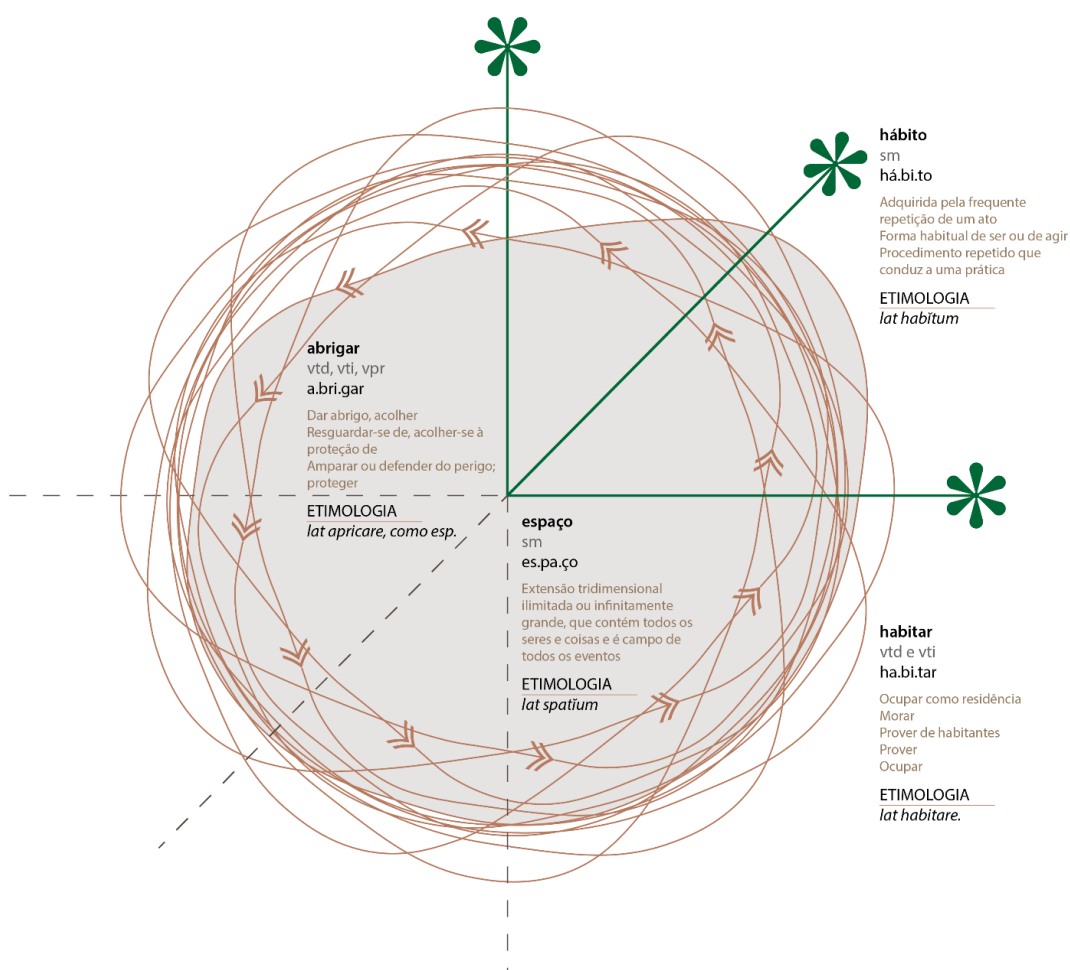 hábito
sm
há.bi.to
Adquirida pela frequente
repetição de um ato
Forma habitual de ser ou de agir
Procedimento repetido que
conduz a uma prática
ETIMOLOGIA
lat habĭtum
abrigar
vtd, vti, vpr
a.bri.gar
Dar abrigo, acolher
Resguardar-se de, acolher-se à
proteção de
Amparar ou defender do perigo;
proteger
ETIMOLOGIA
lat apricare, como esp.
espaço
sm
es.pa.ço
Extensão tridimensional
ilimitada ou infinitamente
grande, que contém todos os
seres e coisas e é campo de
todos os eventos
ETIMOLOGIA
lat spatĭum
habitar
vtd e vti
ha.bi.tar
Ocupar como residência
Morar
Prover de habitantes
Prover
Ocupar
ETIMOLOGIA
lat habitare.